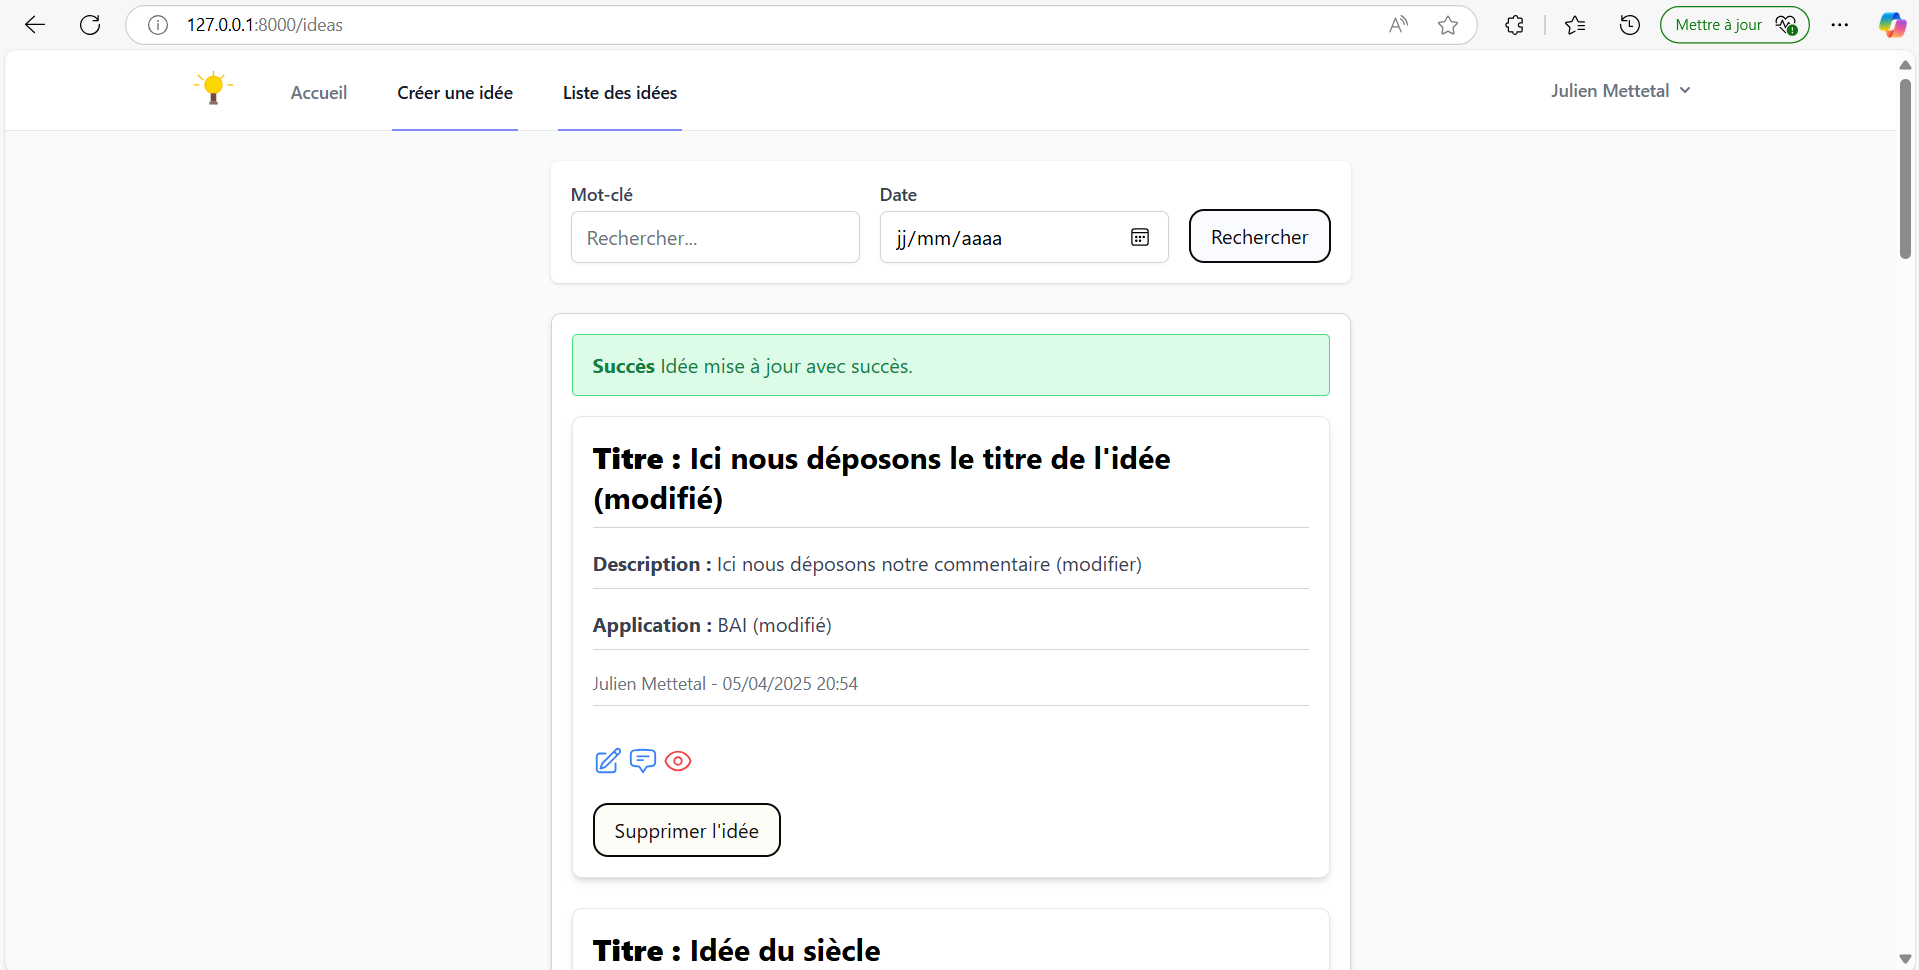 127.0.0.1:8000/ideas
Mettre à jour
Accueil
Créer une idée
Liste des idées
Julien Mettetal
Mot-clé
Date
Rechercher...
jj/mm/aaaa
Rechercher
Succès Idée mise à jour avec succès.
Titre : Ici nous déposons le titre de l'idée
(modifié)
Description : Ici nous déposons notre commentaire (modifier)
Application : BAI (modifié)
Julien Mettetal - 05/04/2025 20:54
Supprimer l'idée
Titre : Idée du siècle